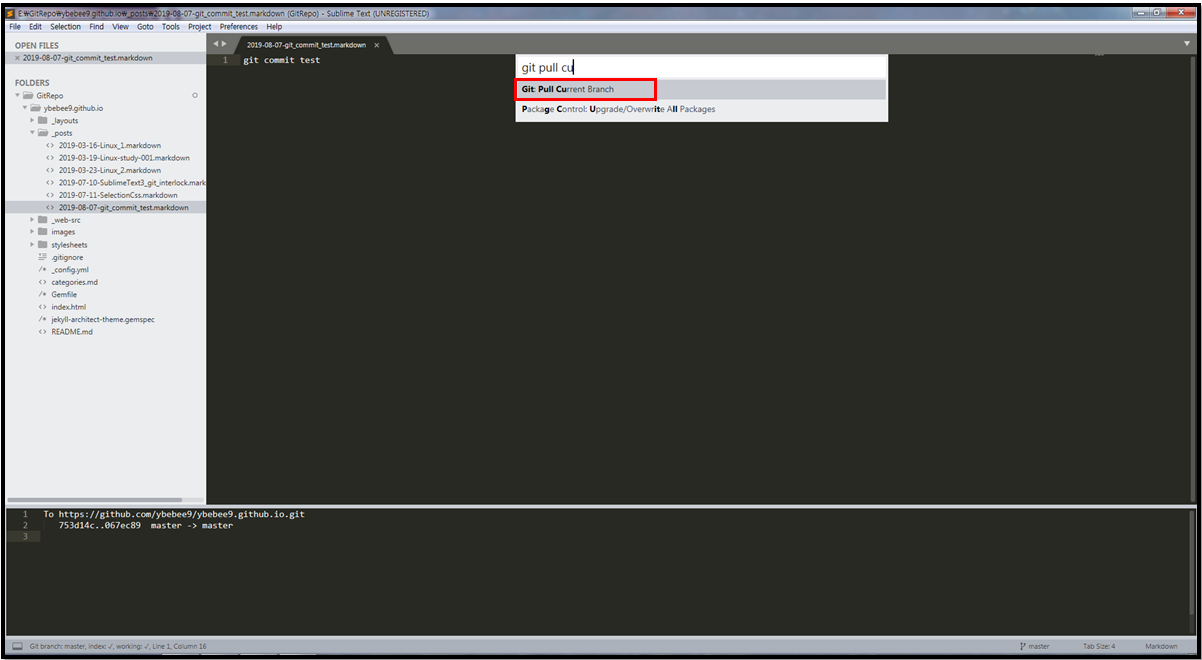 E:₩GitRepo₩ybebee9.github.io₩_posts₩2019-08-07-git_commit_test.markdown (GitRepo) - Sublime Text (UNREGISTERED)
File Edit Selection Find View Goto Tools Project Preferences Help
OPEN FILES
× 2019-08-07-git_commit_test.markdown
FOLDERS
GitRepo
ybebee9.github.io
_layouts
_posts
<> 2019-03-16-Linux_1.markdown
<> 2019-03-19-Linux-study-001.markdown
<> 2019-03-23-Linux_2.markdown
<> 2019-07-10-SublimeText3_git_interlock.mark
<> 2019-07-11-SelectionCss.markdown
<> 2019-08-07-git_commit_test.markdown
_web-src
images
stylesheets
.gitignore
/* _config.yml
<> categories.md
/* Gemfile
<> index.html
/* jekyll-architect-theme.gemspec
<> README.md
2019-08-07-git_commit_test.markdown ×
1 git commit test
git pull cu
Git: Pull Current Branch
Package Control: Upgrade/Overwrite All Packages
1 To https://github.com/ybebee9/ybebee9.github.io.git
2 753d14c..067ec89 master -> master
3
Git branch: master, index: ✓, working: ✓, Line 1, Column 16
master Tab Size: 4 Markdown